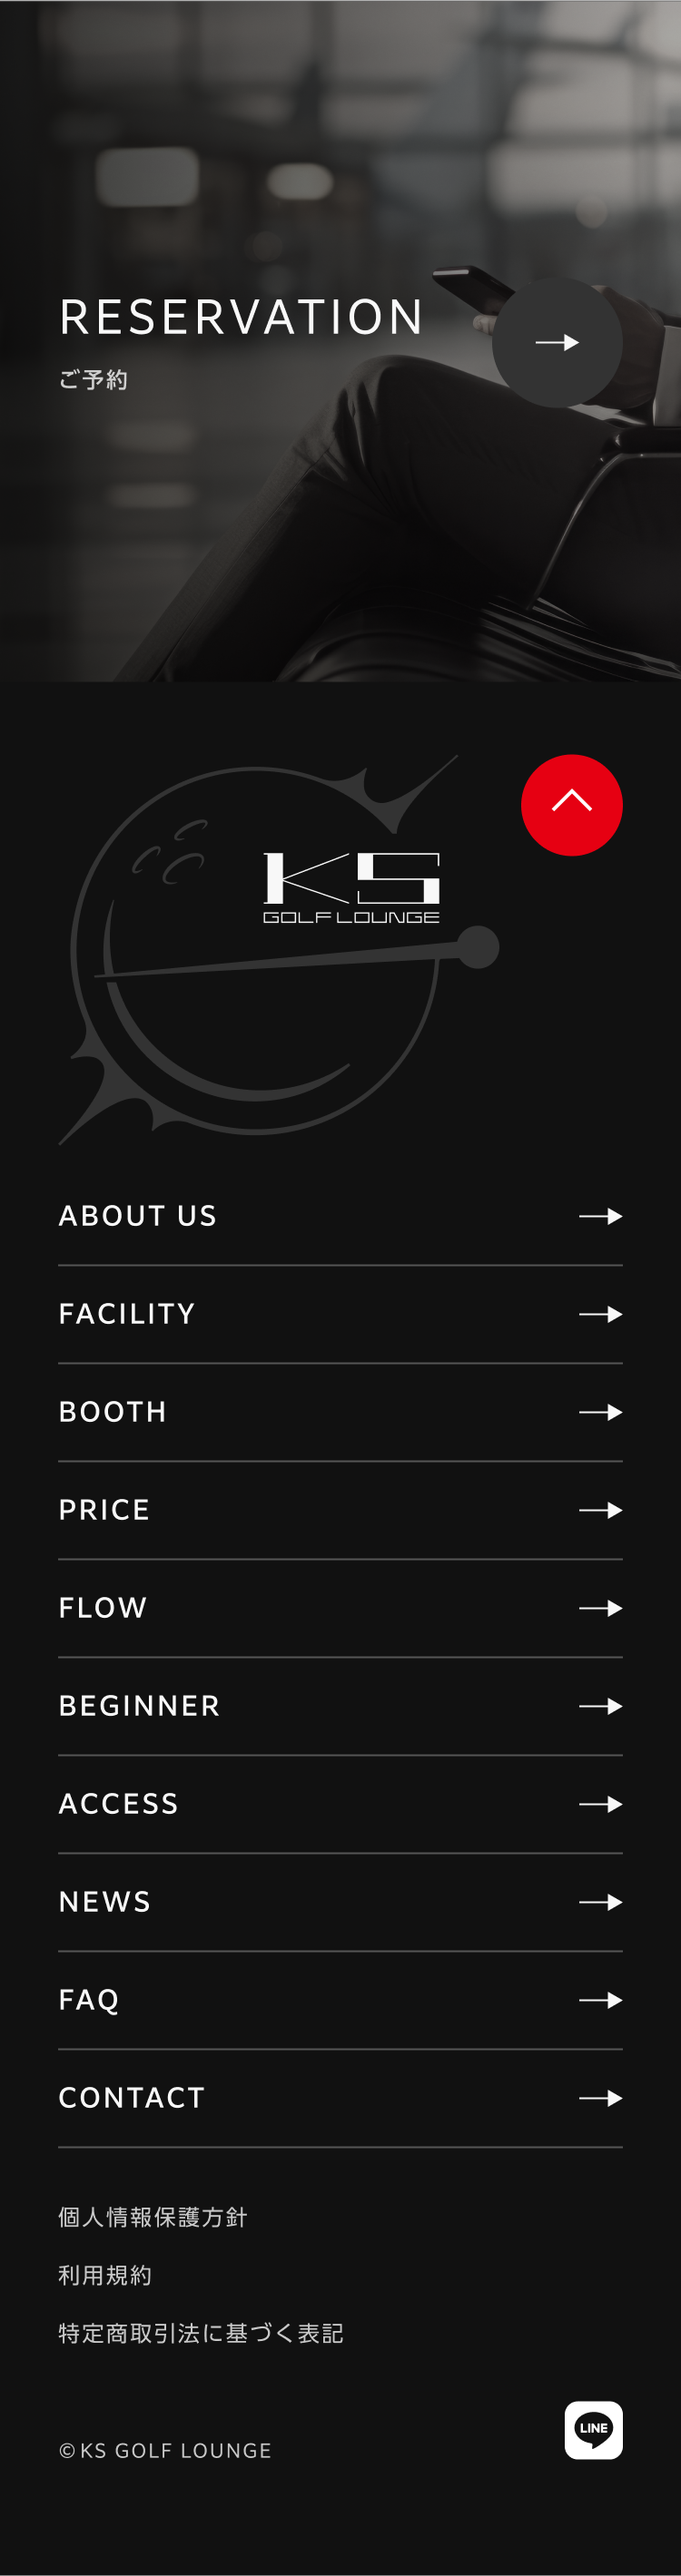 RESERVATION
ご予約
KS
GOLF LOUNGE
ABOUT US
FACILITY
BOOTH
PRICE
FLOW
BEGINNER
ACCESS
NEWS
FAQ
CONTACT
個人情報保護方針
利用規約
特定商取引法に基づく表記
LINE
© KS GOLF LOUNGE